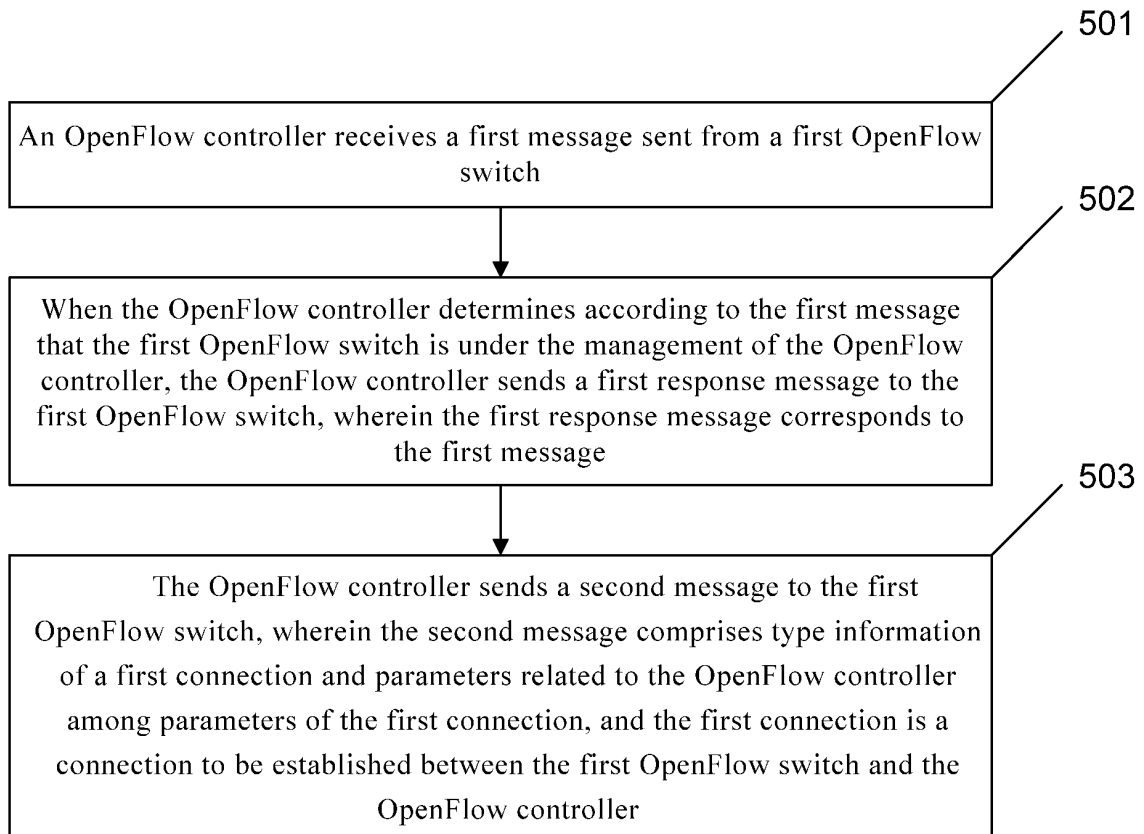 501
An OpenFlow controller receives a first message sent from a first OpenFlow
switch
502
When the OpenFlow controller determines according to the first message
that the first OpenFlow switch is under the management of the OpenFlow
controller, the OpenFlow controller sends a first response message to the
first OpenFlow switch, wherein the first response message corresponds to
the first message
503
The OpenFlow controller sends a second message to the first
OpenFlow switch, wherein the second message comprises type information
of a first connection and parameters related to the OpenFlow controller
among parameters of the first connection, and the first connection is a
connection to be established between the first OpenFlow switch and the
OpenFlow controller